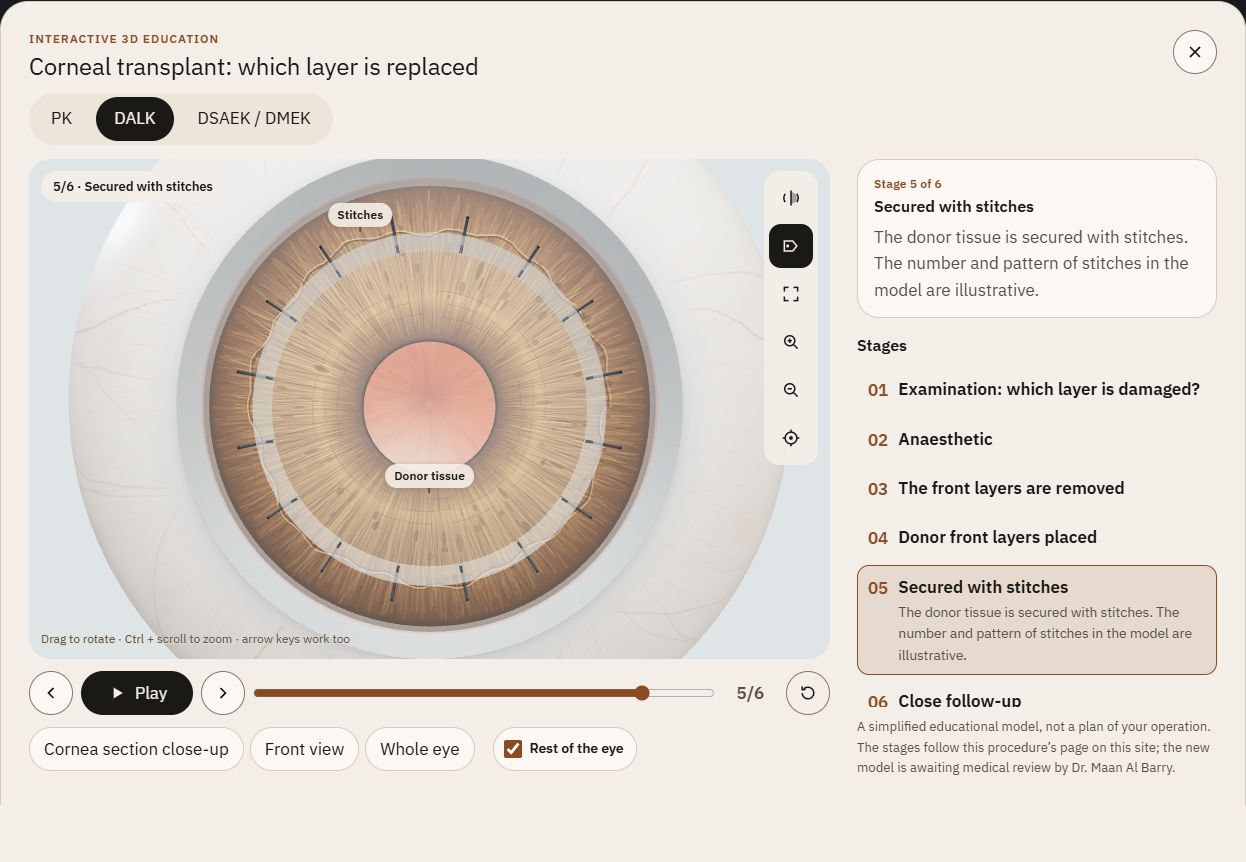 INTERACTIVE 3D EDUCATION
Corneal transplant: which layer is replaced
PK
DALK
DSAEK / DMEK
5/6 · Secured with stitches
Stitches
Donor tissue
Drag to rotate · Ctrl + scroll to zoom · arrow keys work too
Play
5/6
Cornea section close-up
Front view
Whole eye
Rest of the eye
Stage 5 of 6
Secured with stitches
The donor tissue is secured with stitches.
The number and pattern of stitches in the
model are illustrative.
Stages
01 Examination: which layer is damaged?
02 Anaesthetic
03 The front layers are removed
04 Donor front layers placed
05 Secured with stitches
The donor tissue is secured with stitches. The
number and pattern of stitches in the model are
illustrative.
06 Close follow-up
A simplified educational model, not a plan of your operation.
The stages follow this procedure’s page on this site; the new
model is awaiting medical review by Dr. Maan Al Barry.